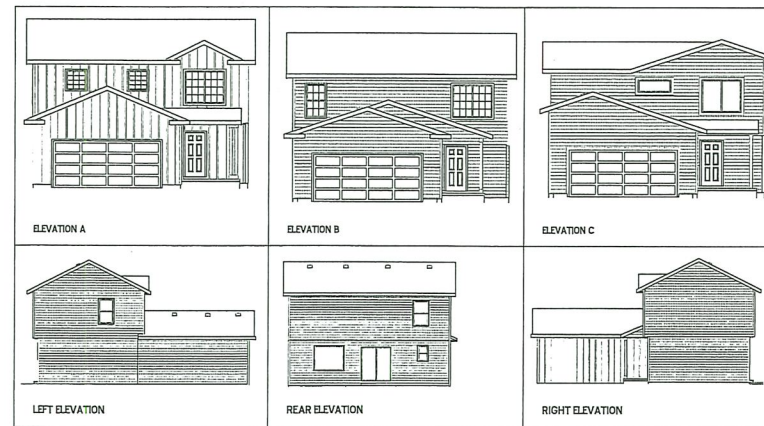 ELEVATION A
ELEVATION B
ELEVATION C
LEFT ELEVATION
REAR ELEVATION
RIGHT ELEVATION